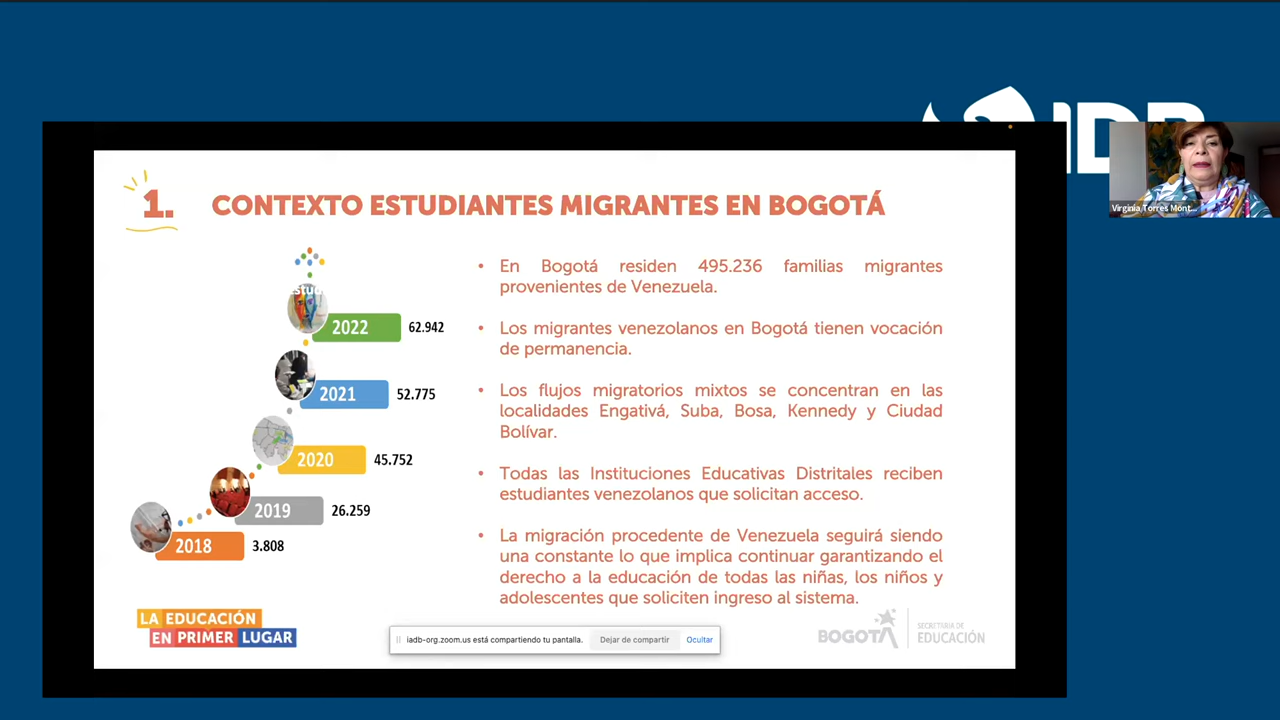 IDB
Virginia Torres Mont...
1.
CONTEXTO ESTUDIANTES MIGRANTES EN BOGOTÁ
2022
62.942
2021
52.775
2020
45.752
2019
26.259
2018
3.808
• En Bogotá residen 495.236 familias migrantes
provenientes de Venezuela.
• Los migrantes venezolanos en Bogotá tienen vocación
de permanencia.
• Los flujos migratorios mixtos se concentran en las
localidades Engativá, Suba, Bosa, Kennedy y Ciudad
Bolívar.
• Todas las Instituciones Educativas Distritales reciben
estudiantes venezolanos que solicitan acceso.
• La migración procedente de Venezuela seguirá siendo
una constante lo que implica continuar garantizando el
derecho a la educación de todas las niñas, los niños y
adolescentes que soliciten ingreso al sistema.
LA EDUCACIÓN
EN PRIMER LUGAR
iadb-org.zoom.us está compartiendo tu pantalla.
Dejar de compartir
Ocultar
BOGOTÁ
SECRETARÍA DE
EDUCACIÓN